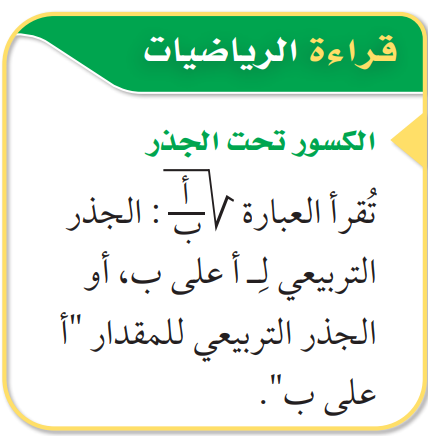 قراءة الرياضيات
الكسور تحت الجذر
تُقرأ العبارة √(أ/ب) : الجذر
التربيعي لِـ أ على ب، أو
الجذر التربيعي للمقدار "أ
على ب".